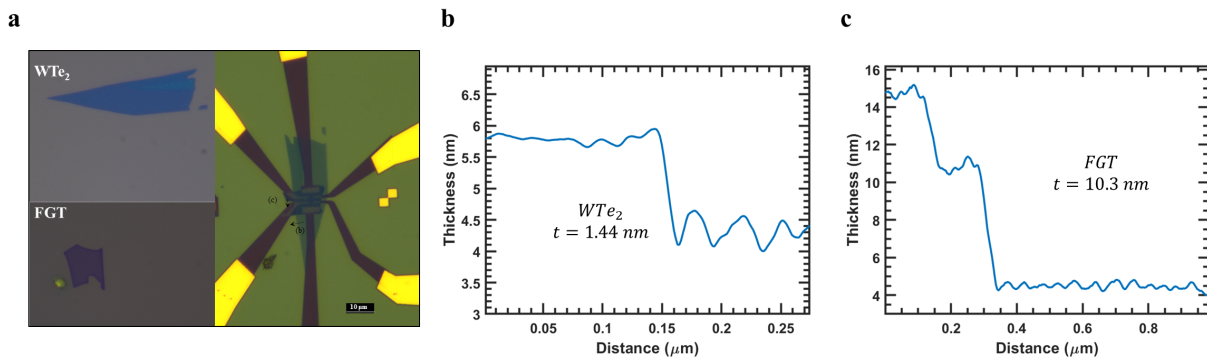 a
WTe₂
FGT
(c)
(b)
10 μm
b
Thickness (nm)
6.5
6
5.5
5
4.5
4
3.5
3
WTe₂
t = 1.44 nm
0.05 0.1 0.15 0.2 0.25
Distance (μm)
c
Thickness (nm)
16
14
12
10
8
6
4
FGT
t = 10.3 nm
0.2 0.4 0.6 0.8
Distance (μm)